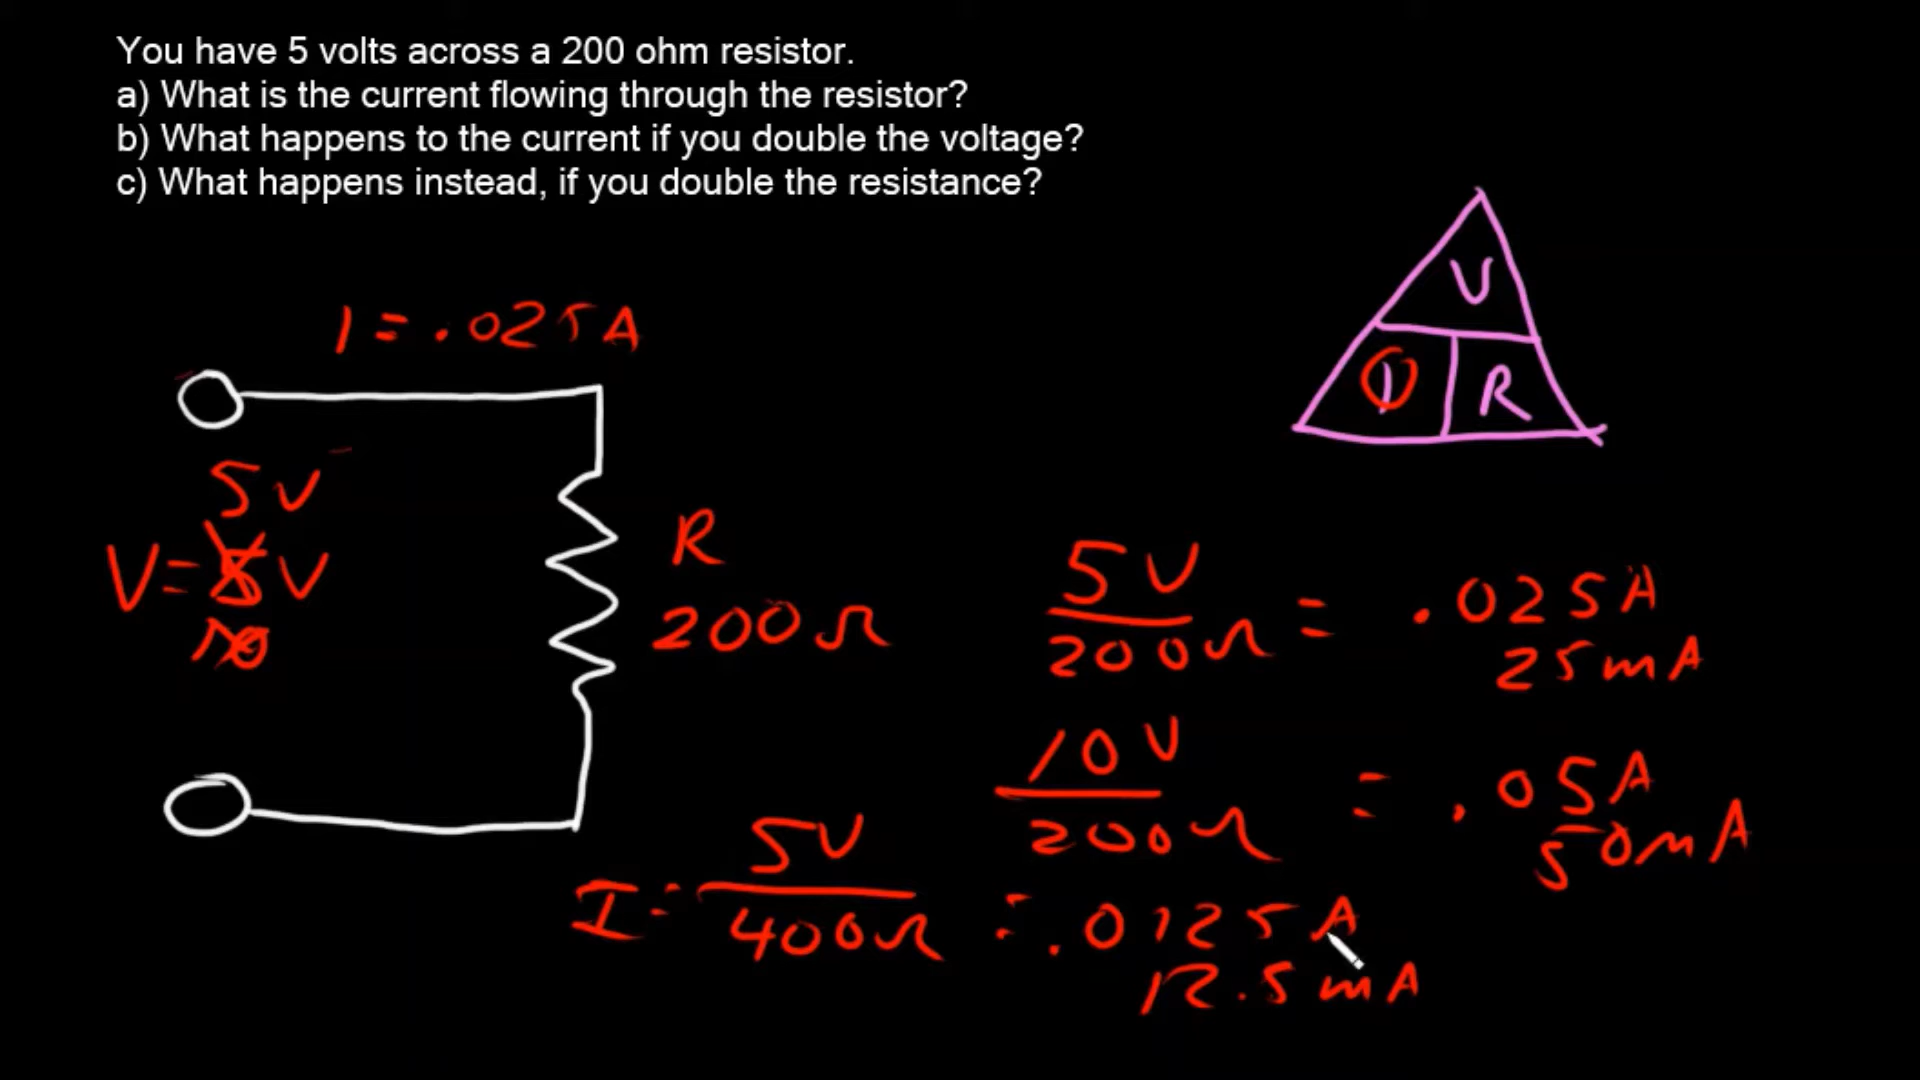 You have 5 volts across a 200 ohm resistor.
a) What is the current flowing through the resistor?
b) What happens to the current if you double the voltage?
c) What happens instead, if you double the resistance?
V
I R
I = .025A
5V
V = 5 V
10
R
200Ω
5V
200Ω
= .025A
25mA
10V
200Ω
= .05A
50mA
I = 
5V
400Ω
= .0125A
12.5mA